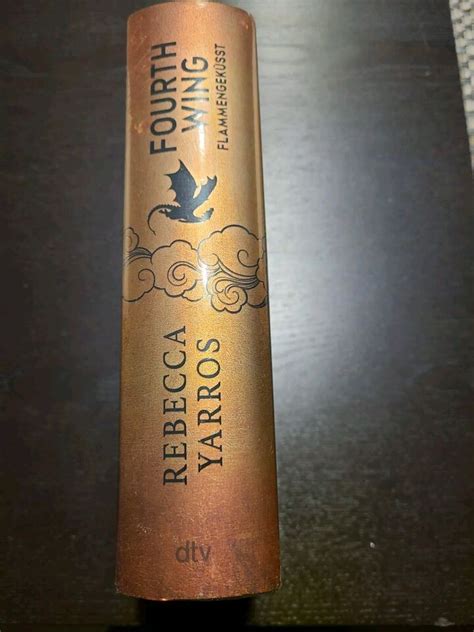 FOURTH
WING
FLAMMENGEKÜSST
REBECCA
YARROS
dtv